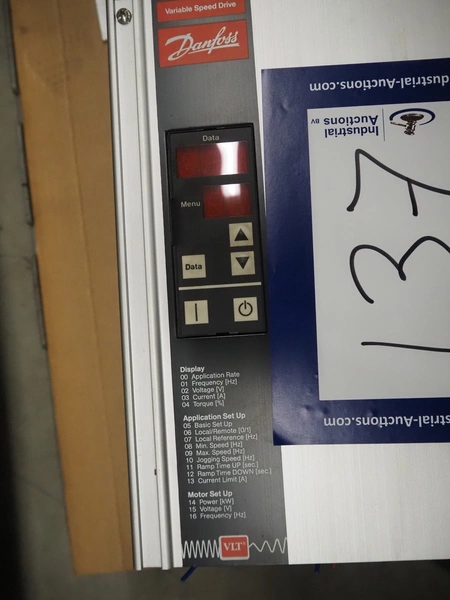 Variable Speed Drive
Danfoss
Data
Menu
Data
Display
00 Application Rate
01 Frequency [Hz]
02 Voltage [V]
03 Current [A]
04 Torque [%]
Application Set Up
05 Basic Set Up
06 Local/Remote [0/1]
07 Local Reference [Hz]
08 Min. Speed [Hz]
09 Max. Speed [Hz]
10 Jogging Speed [Hz]
11 Ramp Time UP [sec.]
12 Ramp Time DOWN [sec.]
13 Current Limit [A]
Motor Set Up
14 Power [kW]
15 Voltage [V]
16 Frequency [Hz]
VLT®
dustrial-Auctions.com
Industrial
Auctions BV
137
strial-Auctions.com